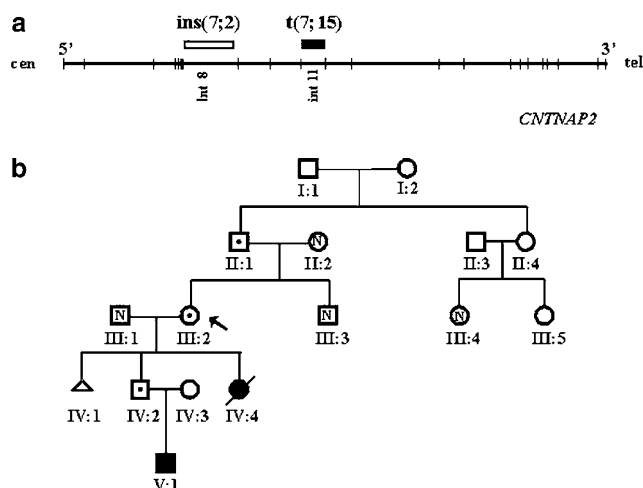 a
ins(7;2) t(7;15)
5' 3'
cen tel
Int 8 int 11
CNTNAP2
b
I:1 I:2
N
II:1 II:2 II:3 II:4
N N N
III:1 III:2 III:3 III:4 III:5
IV:1 IV:2 IV:3 IV:4
V:1